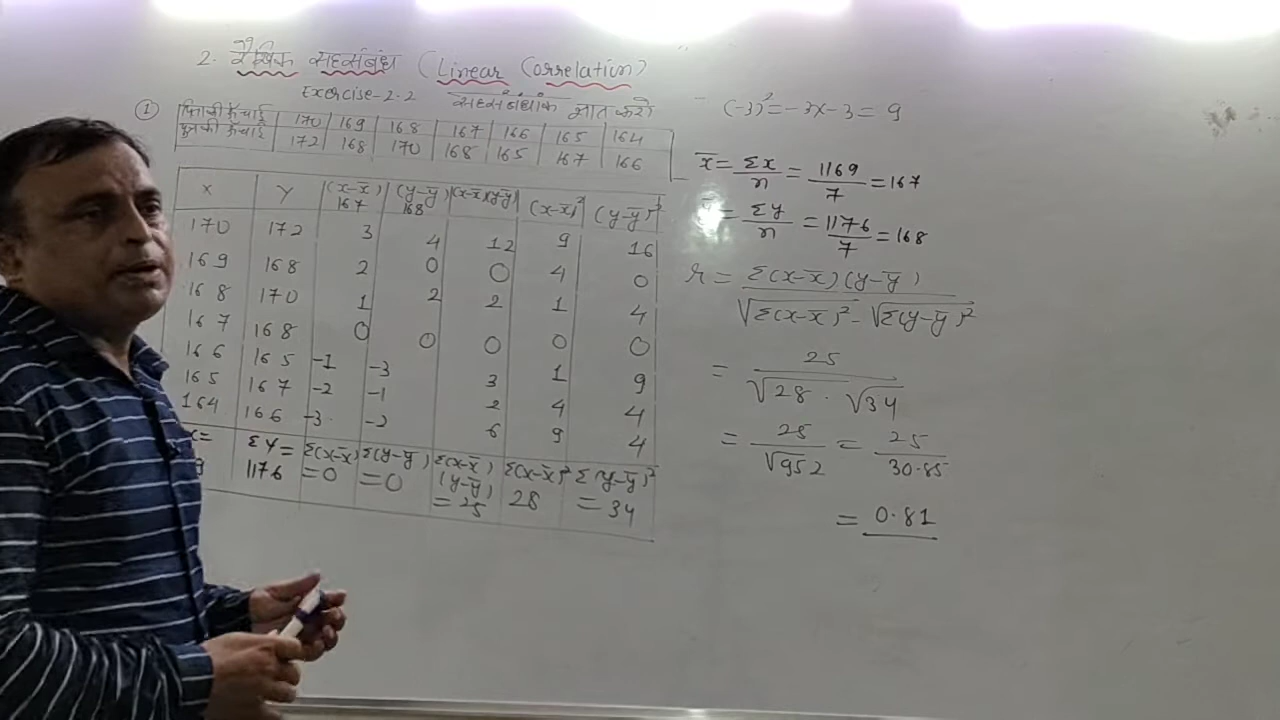 2. रैखिक सहसंबंध (Linear Correlation)
Exercise-2.2 सहसंबंधांक ज्ञात करो
① पिता की ऊँचाई 170 169 168 167 166 165 164
पुत्र की ऊँचाई 172 168 170 168 165 167 166
x y (x-x̄) (y-ȳ) (x-x̄)(y-ȳ) (x-x̄)² (y-ȳ)²
167 168
170 172 3 4 12 9 16
169 168 2 0 0 4 0
168 170 1 2 2 1 4
167 168 0 0 0 0 0
166 165 -1 -3 3 1 9
165 167 -2 -1 2 4 4
164 166 -3 -2 6 9 4
x= Σy= Σ(x-x̄) Σ(y-ȳ) Σ(x-x̄) Σ(x-x̄)² Σ(y-ȳ)²
9 1176 =0 =0 (y-ȳ) 28 = 34
= 25
(-3)² = -3x-3 = 9
x̄ = Σx/n = 1169/7 = 167
= Σy/n = 1176/7 = 168
r = Σ(x-x̄)(y-ȳ) / √Σ(x-x̄)² - √Σ(y-ȳ)²
= 25 / √28 . √34
= 25/√952 = 25/30.85
= 0.81